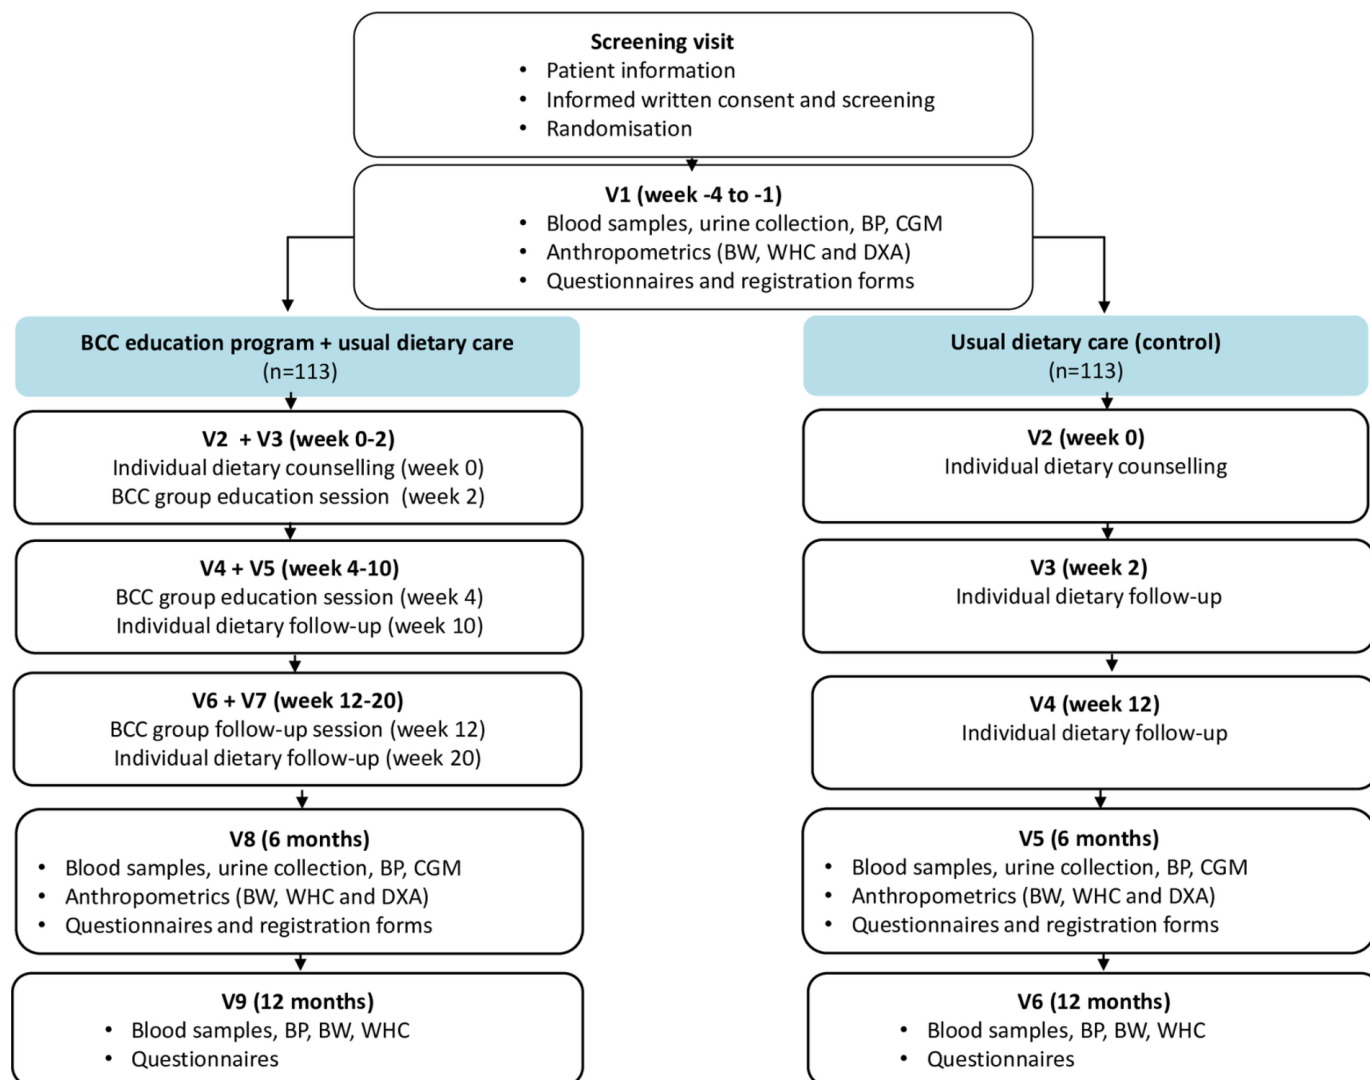 Screening visit
• Patient information
• Informed written consent and screening
• Randomisation
V1 (week -4 to -1)
• Blood samples, urine collection, BP, CGM
• Anthropometrics (BW, WHC and DXA)
• Questionnaires and registration forms
BCC education program + usual dietary care
(n=113)
V2 + V3 (week 0-2)
Individual dietary counselling (week 0)
BCC group education session (week 2)
V4 + V5 (week 4-10)
BCC group education session (week 4)
Individual dietary follow-up (week 10)
V6 + V7 (week 12-20)
BCC group follow-up session (week 12)
Individual dietary follow-up (week 20)
V8 (6 months)
• Blood samples, urine collection, BP, CGM
• Anthropometrics (BW, WHC and DXA)
• Questionnaires and registration forms
V9 (12 months)
• Blood samples, BP, BW, WHC
• Questionnaires
Usual dietary care (control)
(n=113)
V2 (week 0)
Individual dietary counselling
V3 (week 2)
Individual dietary follow-up
V4 (week 12)
Individual dietary follow-up
V5 (6 months)
• Blood samples, urine collection, BP, CGM
• Anthropometrics (BW, WHC and DXA)
• Questionnaires and registration forms
V6 (12 months)
• Blood samples, BP, BW, WHC
• Questionnaires